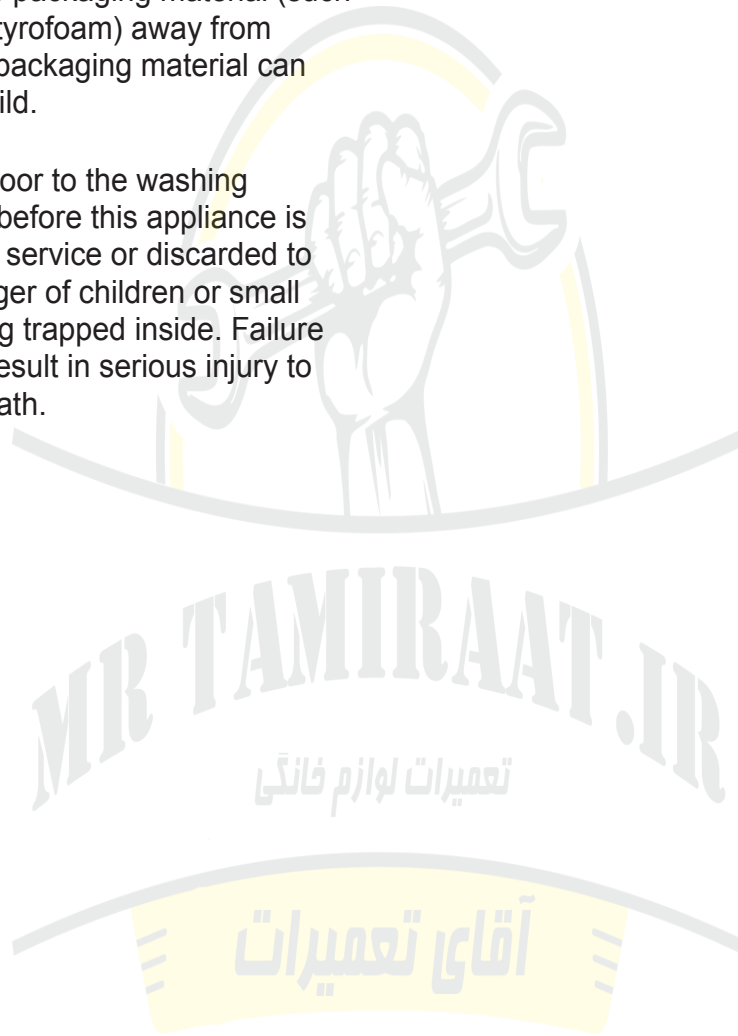 packaging material (such
tyrofoam) away from
packaging material can
ild.
oor to the washing
before this appliance is
service or discarded to
ger of children or small
g trapped inside. Failure
esult in serious injury to
ath.
MR TAMIRAAT.IR
تعمیرات لوازم خانگی
آقای تعمیرات